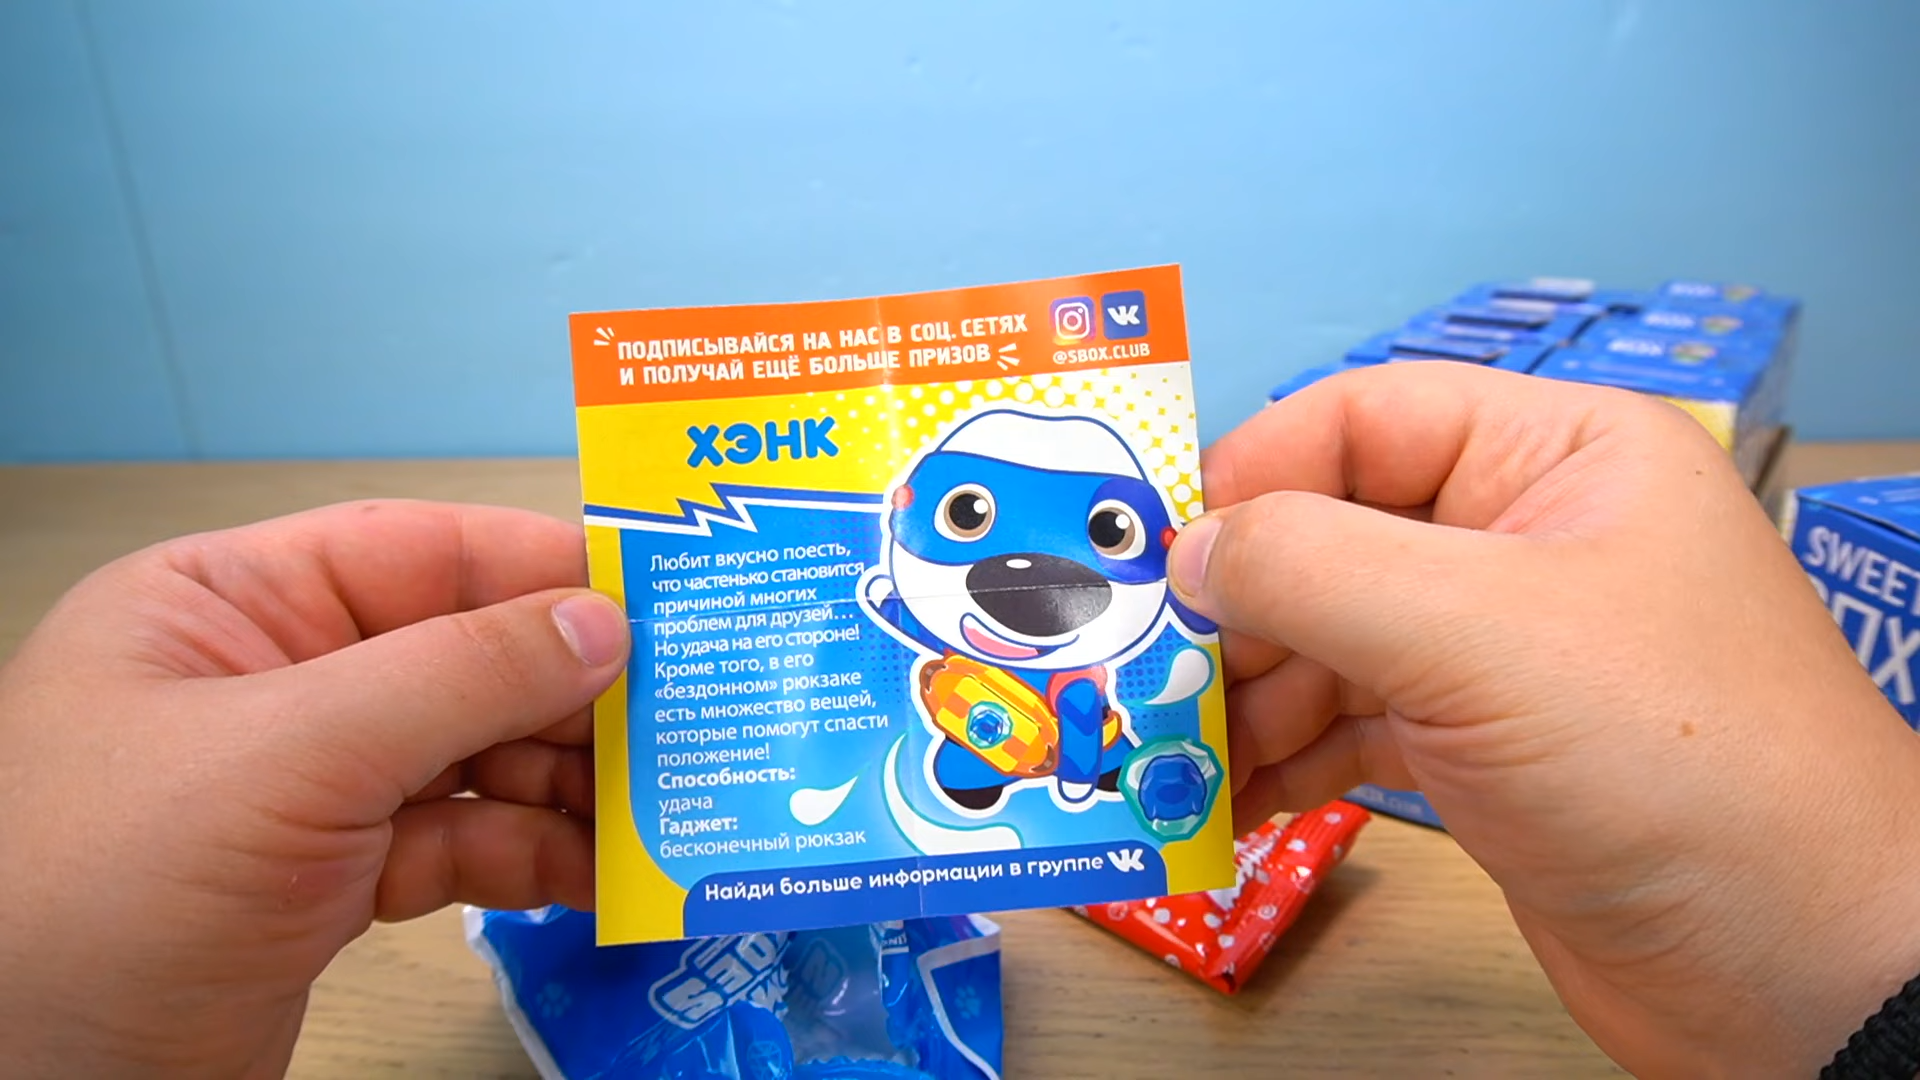 ПОДПИСЫВАЙСЯ НА НАС В СОЦ. СЕТЯХ
И ПОЛУЧАЙ ЕЩЁ БОЛЬШЕ ПРИЗОВ
@SBOX.CLUB
ХЭНК
Любит вкусно поесть,
что частенько становится
причиной многих
проблем для друзей...
Но удача на его стороне!
Кроме того, в его
«бездонном» рюкзаке
есть множество вещей,
которые помогут спасти
положение!
Способность:
удача
Гаджет:
бесконечный рюкзак
Найди больше информации в группе
SWEET